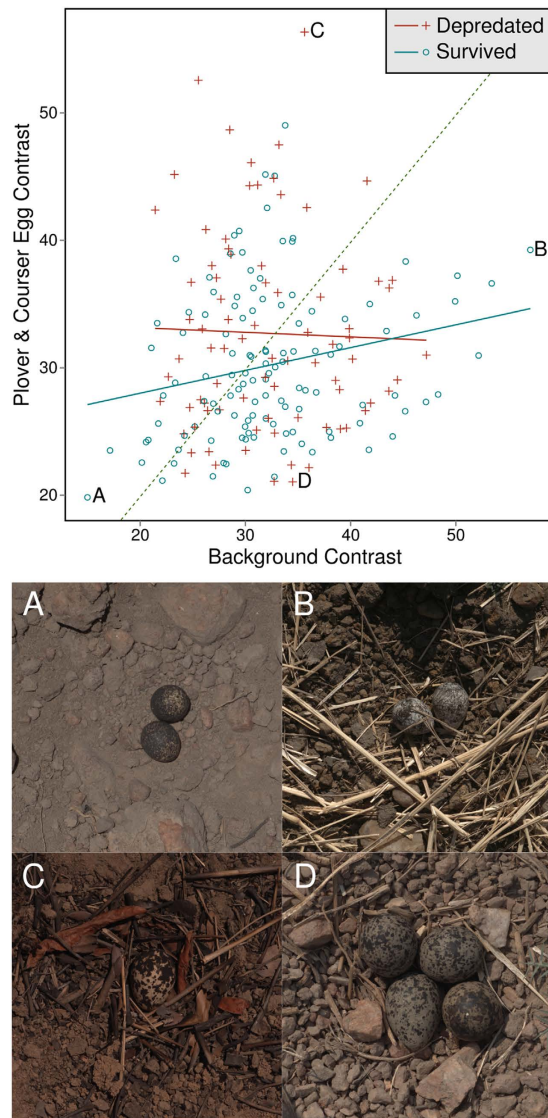 C
Depredated
Survived
50
B
40
30
20
A
D
20
30
40
50
Plover & Courser Egg Contrast
Background Contrast
A
B
C
D